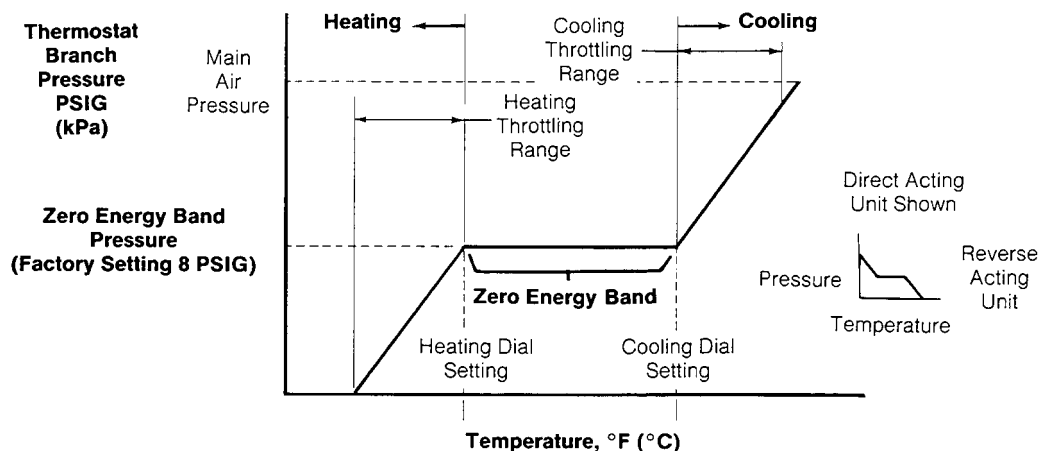 Thermostat
Branch
Pressure
PSIG
(kPa)
Main
Air
Pressure
Heating
Cooling
Throttling
Range
Cooling
Heating
Throttling
Range
Zero Energy Band
Pressure
(Factory Setting 8 PSIG)
Zero Energy Band
Heating Dial
Setting
Cooling Dial
Setting
Temperature, °F (°C)
Direct Acting
Unit Shown
Pressure
Reverse
Acting
Unit
Temperature